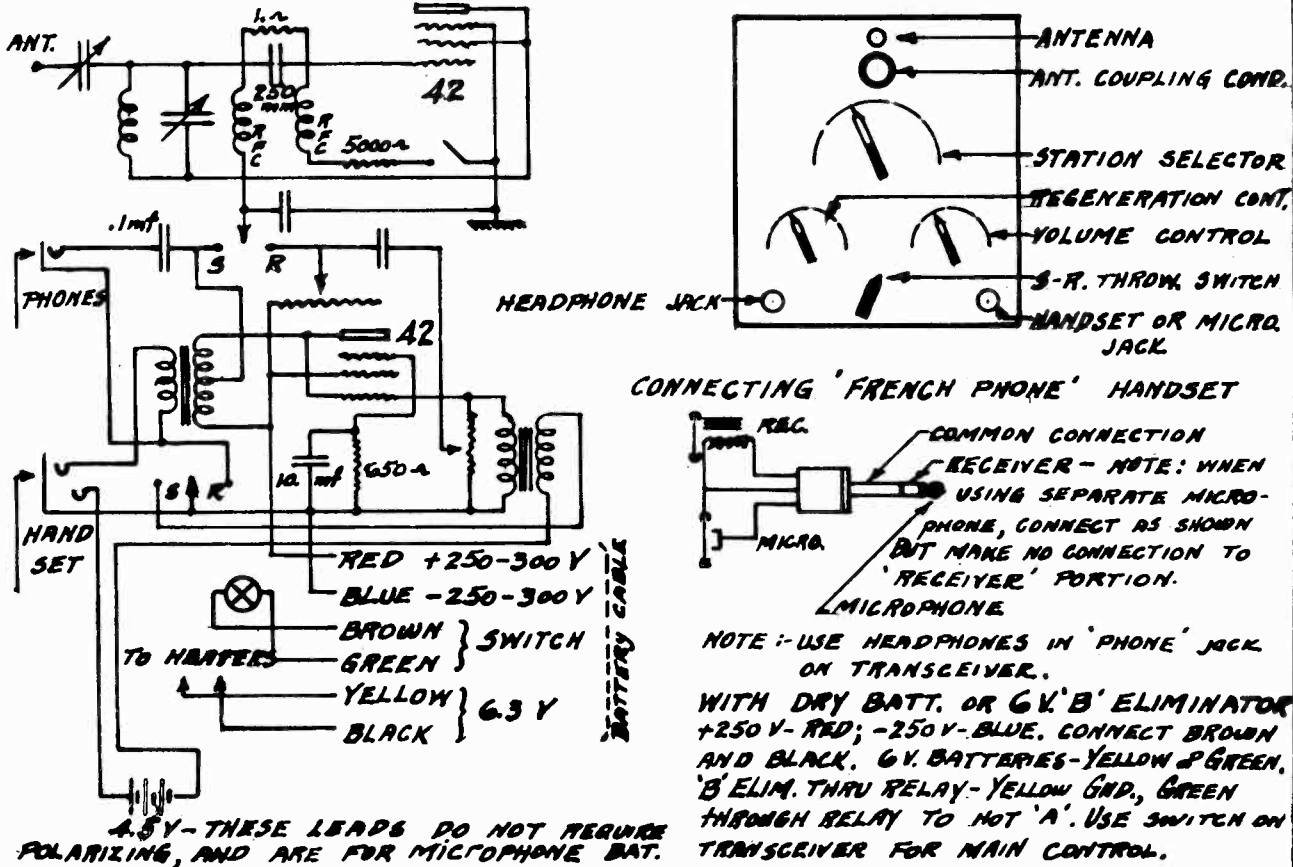 ANT.
1.Ω
250
mm
RFC
RFC
5000Ω
42
.1mf
S
R
PHONES
42
10. mf
650Ω
S
R
HAND
SET
RED +250-300 V
BLUE -250-300 V
BROWN
GREEN
SWITCH
TO HEATERS
YELLOW
BLACK
6.3 V
BATTERY CABLE
4.5 V-THESE LEADS DO NOT REQUIRE
POLARIZING, AND ARE FOR MICROPHONE BAT.
ANTENNA
ANT. COUPLING COND.
STATION SELECTOR
REGENERATION CONT.
VOLUME CONTROL
S-R. THROW. SWITCH
HEADPHONE JACK
HANDSET OR MICRO.
JACK
CONNECTING 'FRENCH PHONE' HANDSET
REC.
MICRO.
COMMON CONNECTION
RECEIVER - NOTE: WHEN
USING SEPARATE MICRO-
PHONE, CONNECT AS SHOWN
BUT MAKE NO CONNECTION TO
'RECEIVER' PORTION.
MICROPHONE
NOTE:-USE HEADPHONES IN 'PHONE' JACK
ON TRANSCEIVER.
WITH DRY BATT. OR 6 V. 'B' ELIMINATOR
+250 V-RED; -250 V-BLUE. CONNECT BROWN
AND BLACK. 6 V. BATTERIES-YELLOW & GREEN.
'B' ELIM. THRU RELAY-YELLOW GND., GREEN
THROUGH RELAY TO HOT 'A'. USE SWITCH ON
TRANSCEIVER FOR MAIN CONTROL.